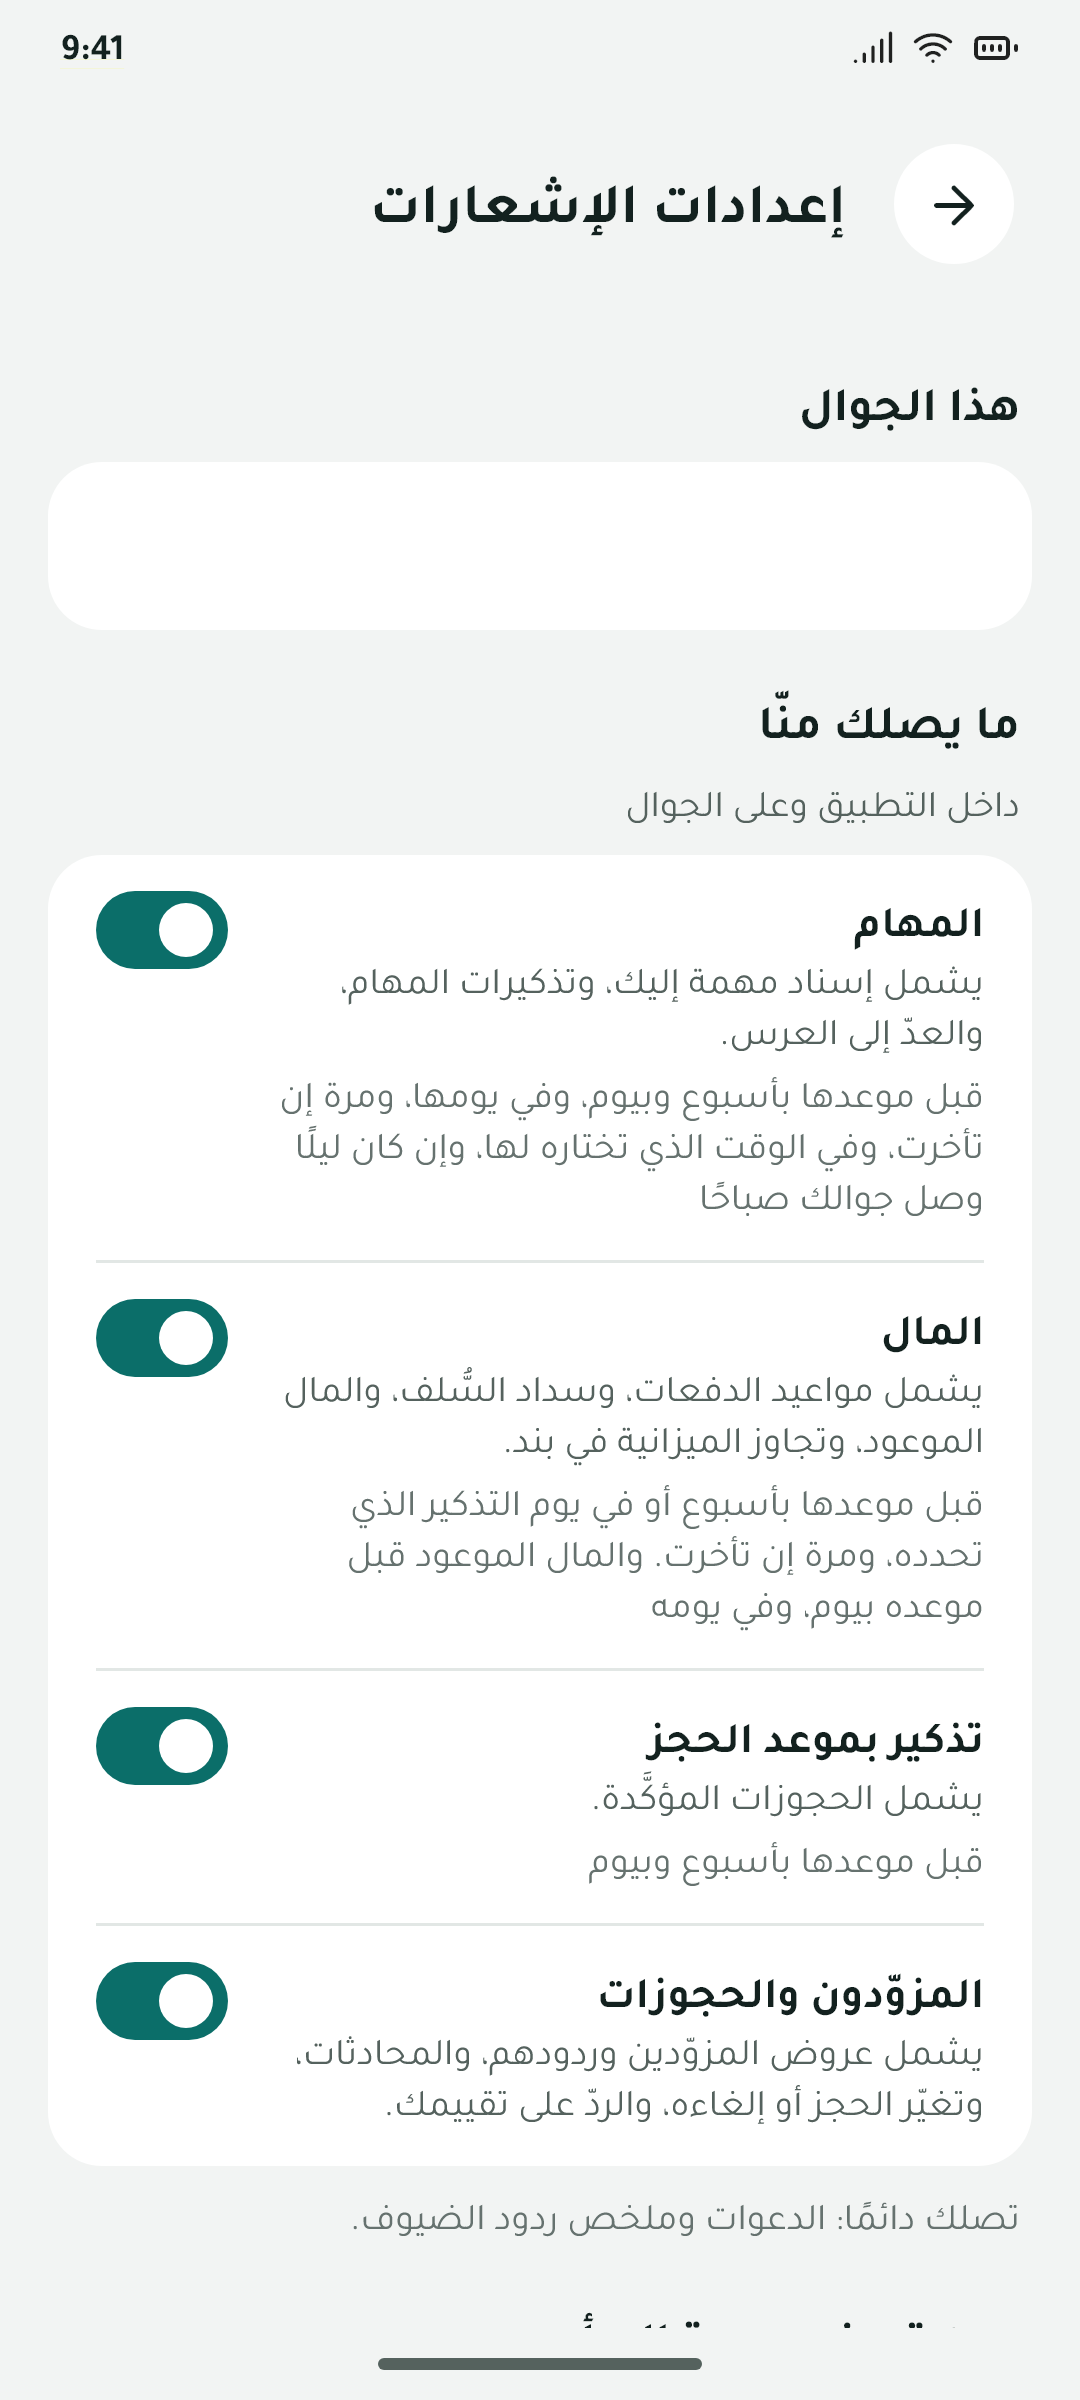 9:41
إعدادات الإشعارات
هذا الجوال
ما يصلك منّا
داخل التطبيق وعلى الجوال
المهام
يشمل إسناد مهمة إليك، وتذكيرات المهام،
والعدّ إلى العرس.
قبل موعدها بأسبوع وبيوم، وفي يومها، ومرة إن
تأخرت، وفي الوقت الذي تختاره لها، وإن كان ليلًا
وصل جوالك صباحًا
المال
يشمل مواعيد الدفعات، وسداد السُّلف، والمال
الموعود، وتجاوز الميزانية في بند.
قبل موعدها بأسبوع أو في يوم التذكير الذي
تحدده، ومرة إن تأخرت. والمال الموعود قبل
موعده بيوم، وفي يومه
تذكير بموعد الحجز
يشمل الحجوزات المؤكَّدة.
قبل موعدها بأسبوع وبيوم
المزوّدون والحجوزات
يشمل عروض المزوّدين وردودهم، والمحادثات،
وتغيّر الحجز أو إلغاءه، والردّ على تقييمك.
تصلك دائمًا: الدعوات وملخص ردود الضيوف.